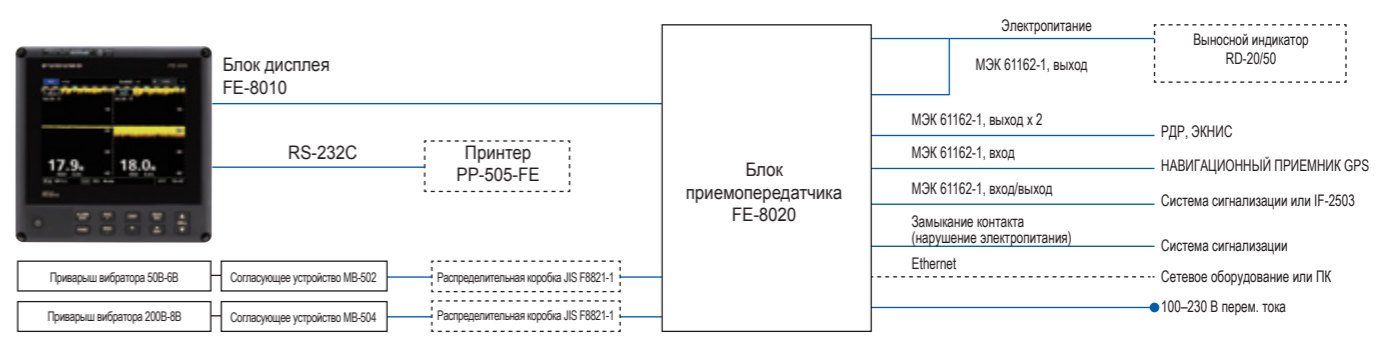 Электропитание
Выносной индикатор
RD-20/50
МЭК 61162-1, выход
Блок дисплея
FE-8010
17.9
18.0
RS-232C
Принтер
PP-505-FE
Блок
приемопередатчика
FE-8020
МЭК 61162-1, выход x 2
РДР, ЭКНИС
МЭК 61162-1, вход
НАВИГАЦИОННЫЙ ПРИЕМНИК GPS
МЭК 61162-1, вход/выход
Система сигнализации или IF-2503
Замыкание контакта
(нарушение электропитания)
Система сигнализации
Ethernet
Сетевое оборудование или ПК
100–230 В перем. тока
Приварыш вибратора 50B-6B
Согласующее устройство MB-502
Распределительная коробка JIS F8821-1
Приварыш вибратора 200B-8B
Согласующее устройство MB-504
Распределительная коробка JIS F8821-1